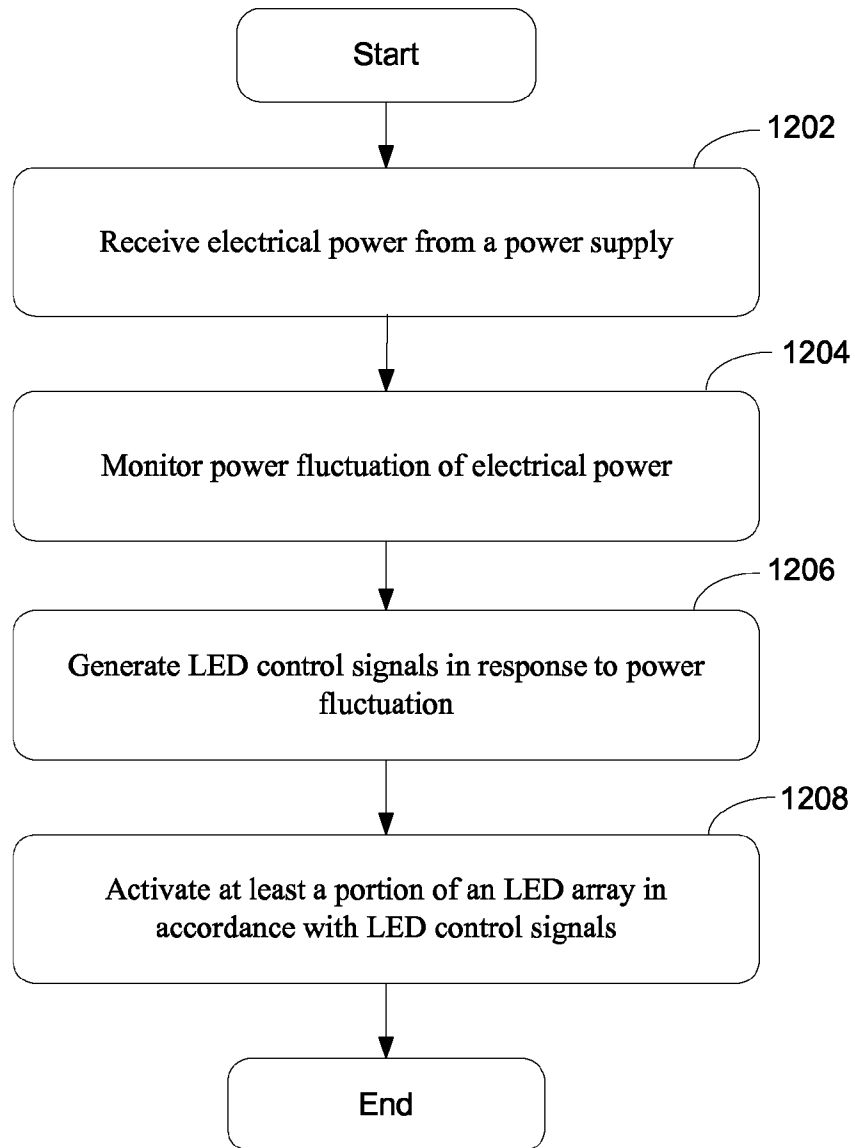 Start
1202
Receive electrical power from a power supply
1204
Monitor power fluctuation of electrical power
1206
Generate LED control signals in response to power
fluctuation
1208
Activate at least a portion of an LED array in
accordance with LED control signals
End